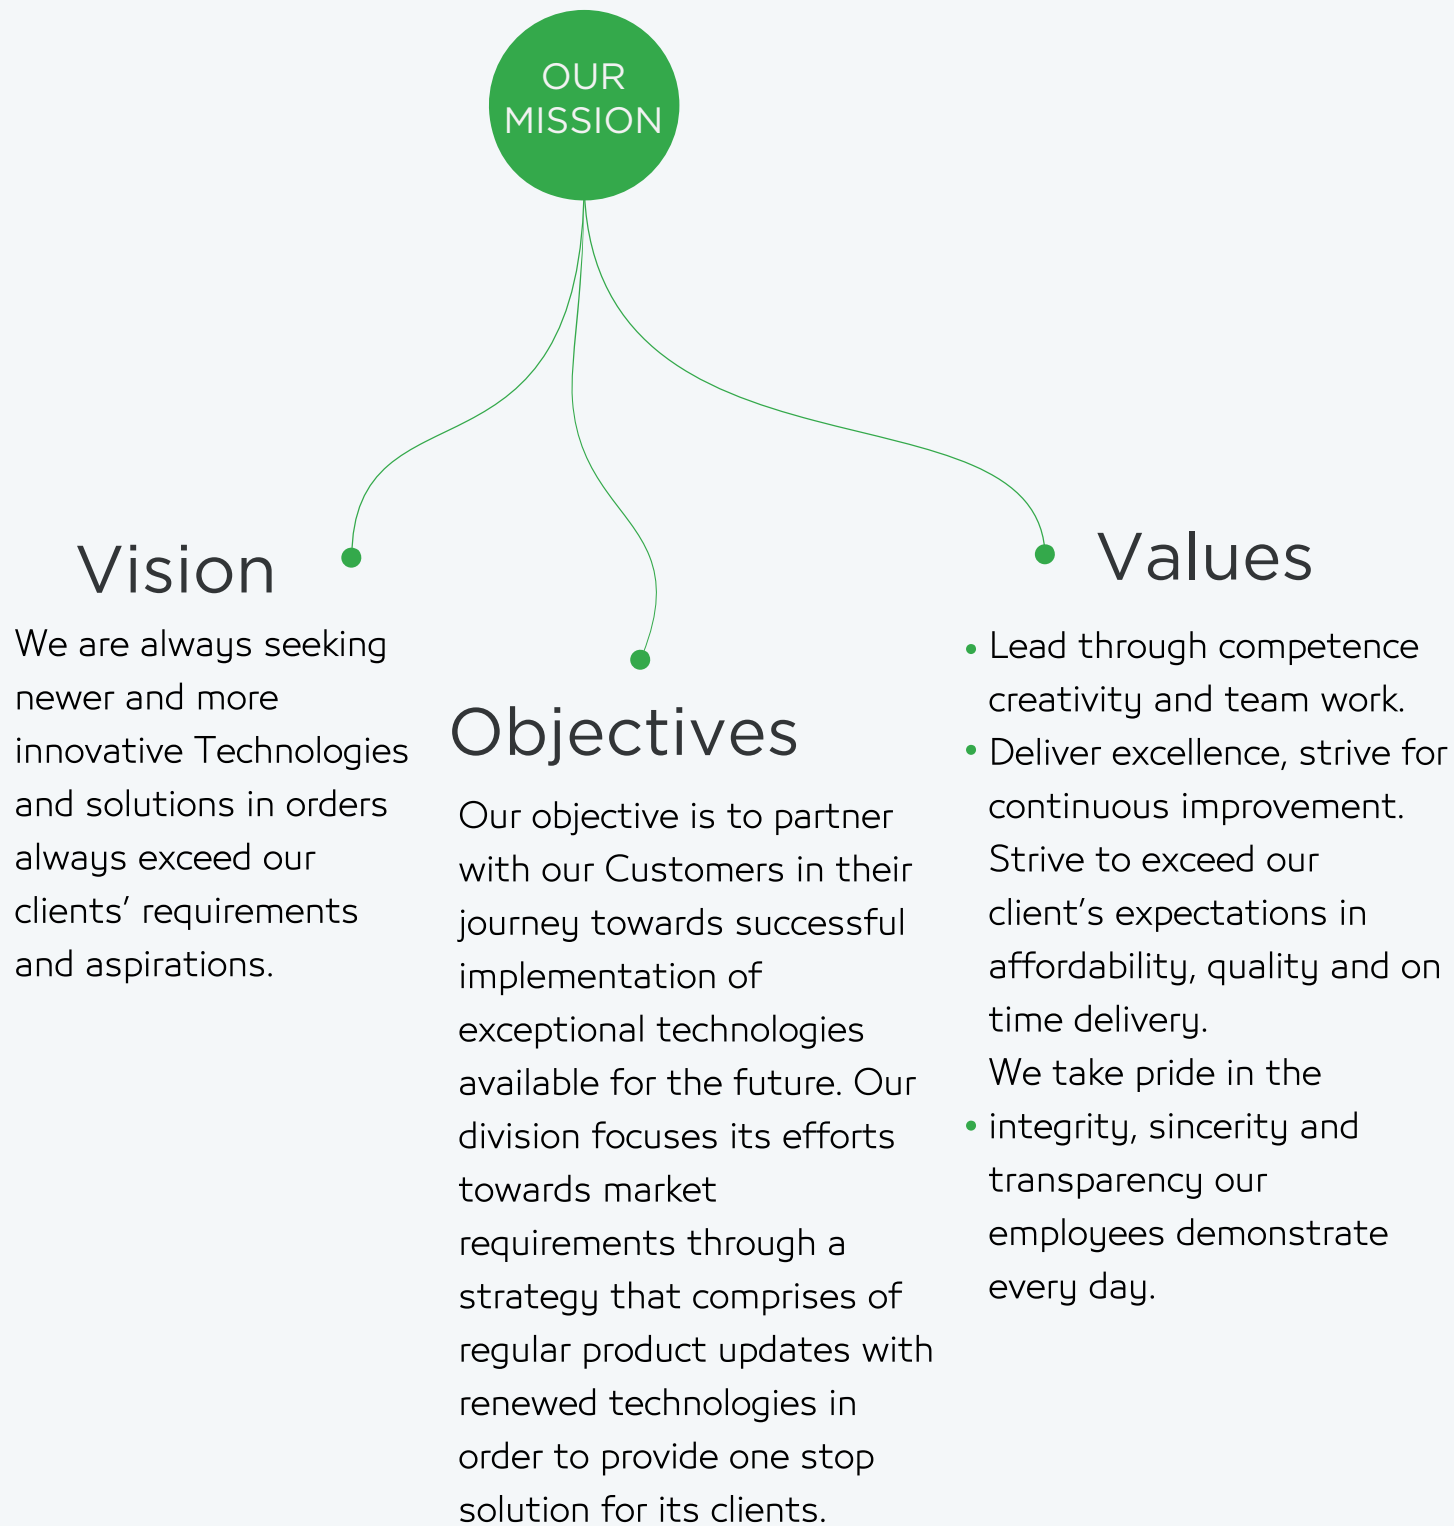 OUR
MISSION
Vision
We are always seeking
newer and more
innovative Technologies
and solutions in orders
always exceed our
clients’ requirements
and aspirations.
Objectives
Our objective is to partner
with our Customers in their
journey towards successful
implementation of
exceptional technologies
available for the future. Our
division focuses its efforts
towards market
requirements through a
strategy that comprises of
regular product updates with
renewed technologies in
order to provide one stop
solution for its clients.
Values
• Lead through competence
creativity and team work.
• Deliver excellence, strive for
continuous improvement.
Strive to exceed our
client’s expectations in
affordability, quality and on
time delivery.
We take pride in the
• integrity, sincerity and
transparency our
employees demonstrate
every day.